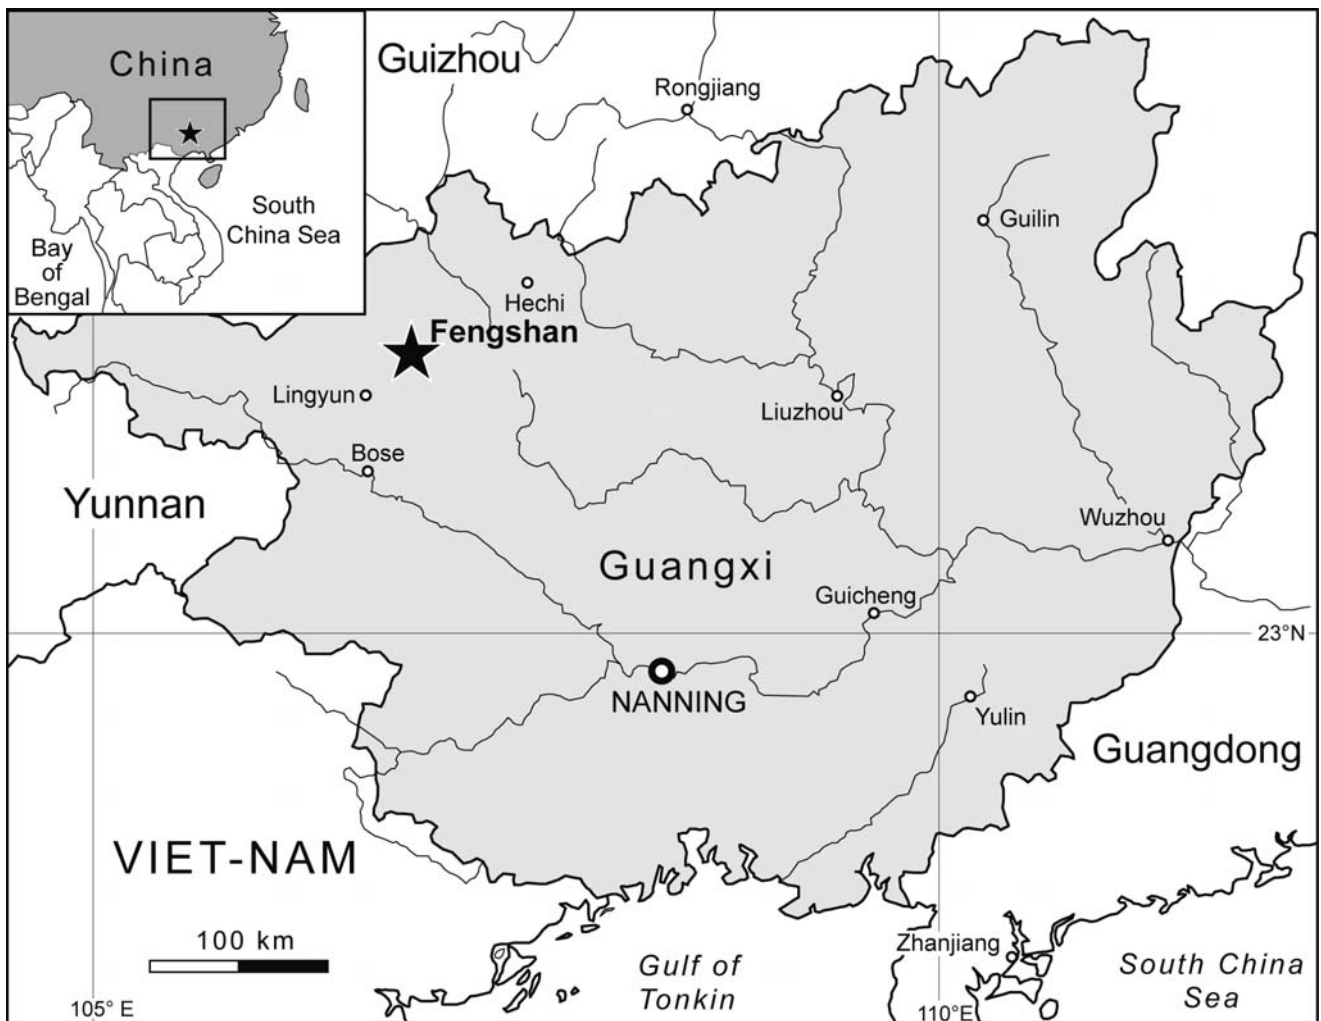 China
South
China Sea
Bay
of
Bengal
Guizhou
Rongjiang
Guilin
Hechi
Fengshan
Lingyun
Liuzhou
Bose
Yunnan
Wuzhou
Guangxi
Guicheng
23°N
NANNING
Yulin
Guangdong
VIET-NAM
100 km
Zhanjiang
Gulf of
Tonkin
South China
Sea
105° E
110°E